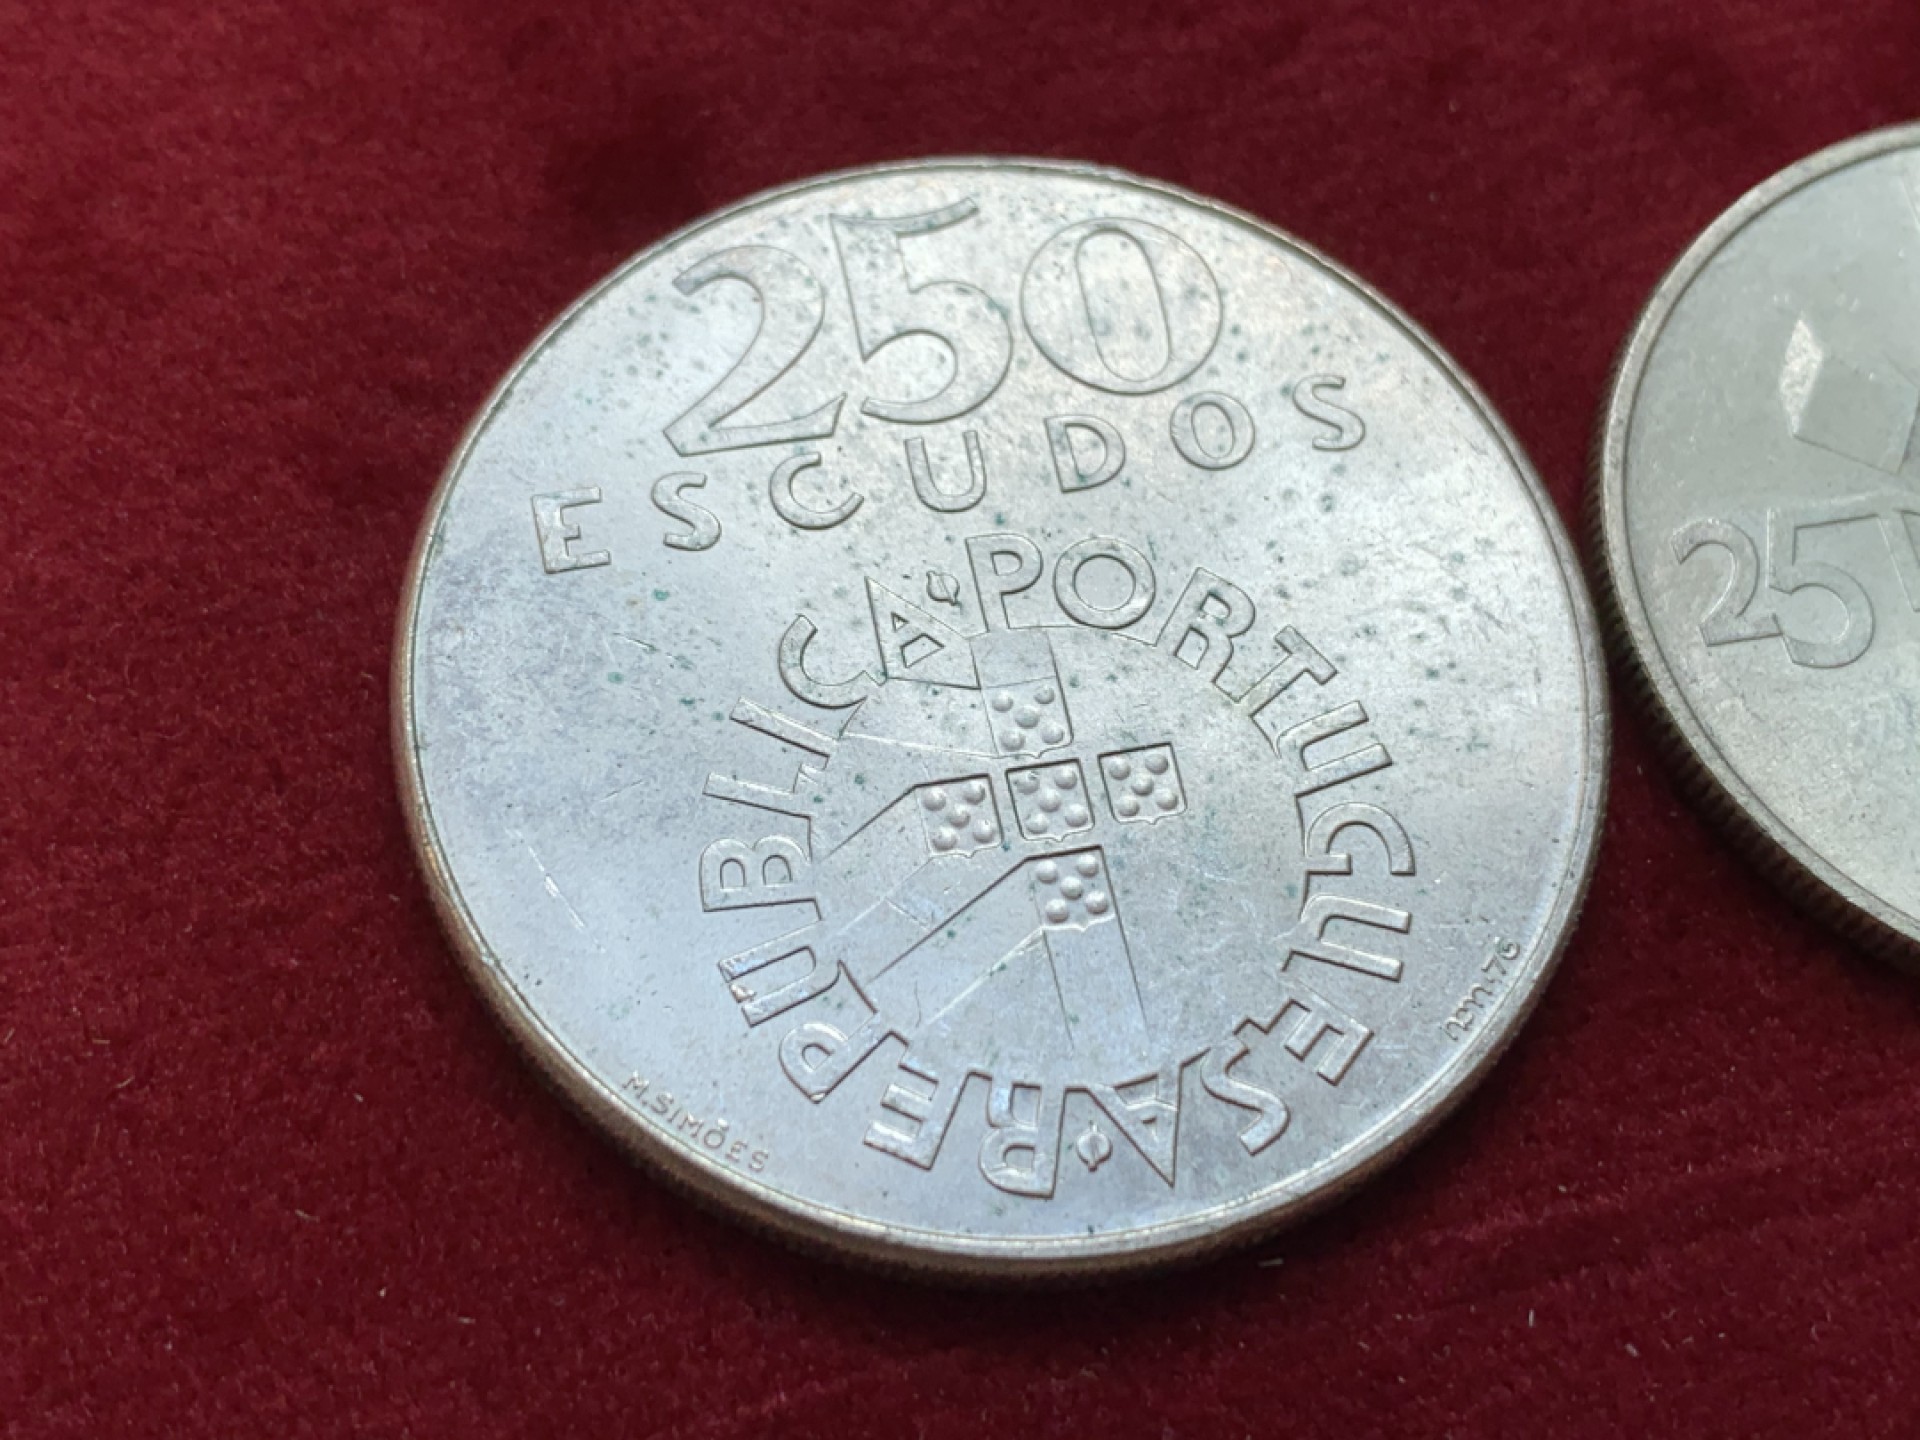 250
ESCUDOS
REPUBLICA • PORTUGUESA •
M. SIMÕES
25